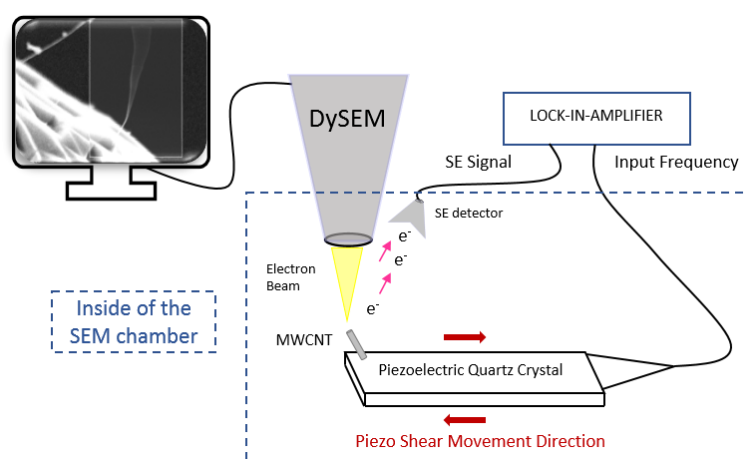 DySEM
LOCK-IN-AMPLIFIER
SE Signal
Input Frequency
SE detector
e-
e-
Electron
Beam
e-
Inside of the
SEM chamber
MWCNT
Piezoelectric Quartz Crystal
Piezo Shear Movement Direction